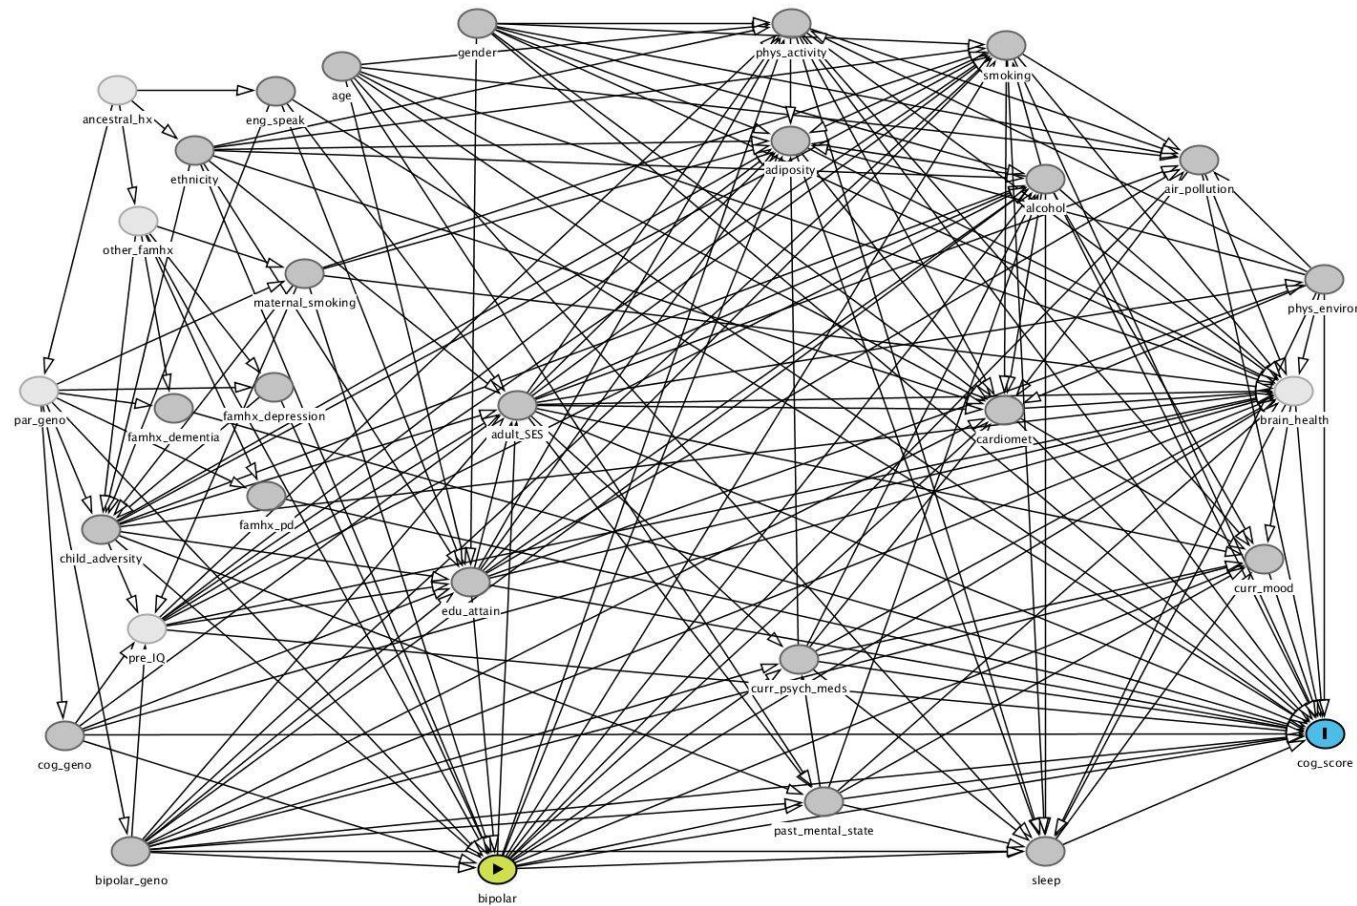 gender
phys_activity
smoking
age
ancestral_hx
eng_speak
adiposity
ethnicity
air_pollution
alcohol
other_famhx
maternal_smoking
phys_environ
par_geno
famhx_depression
famhx_dementia
adult_SES
cardiomet
brain_health
famhx_pd
child_adversity
curr_mood
edu_attain
pre_IQ
curr_psych_meds
cog_geno
cog_score
past_mental_state
bipolar_geno
sleep
bipolar